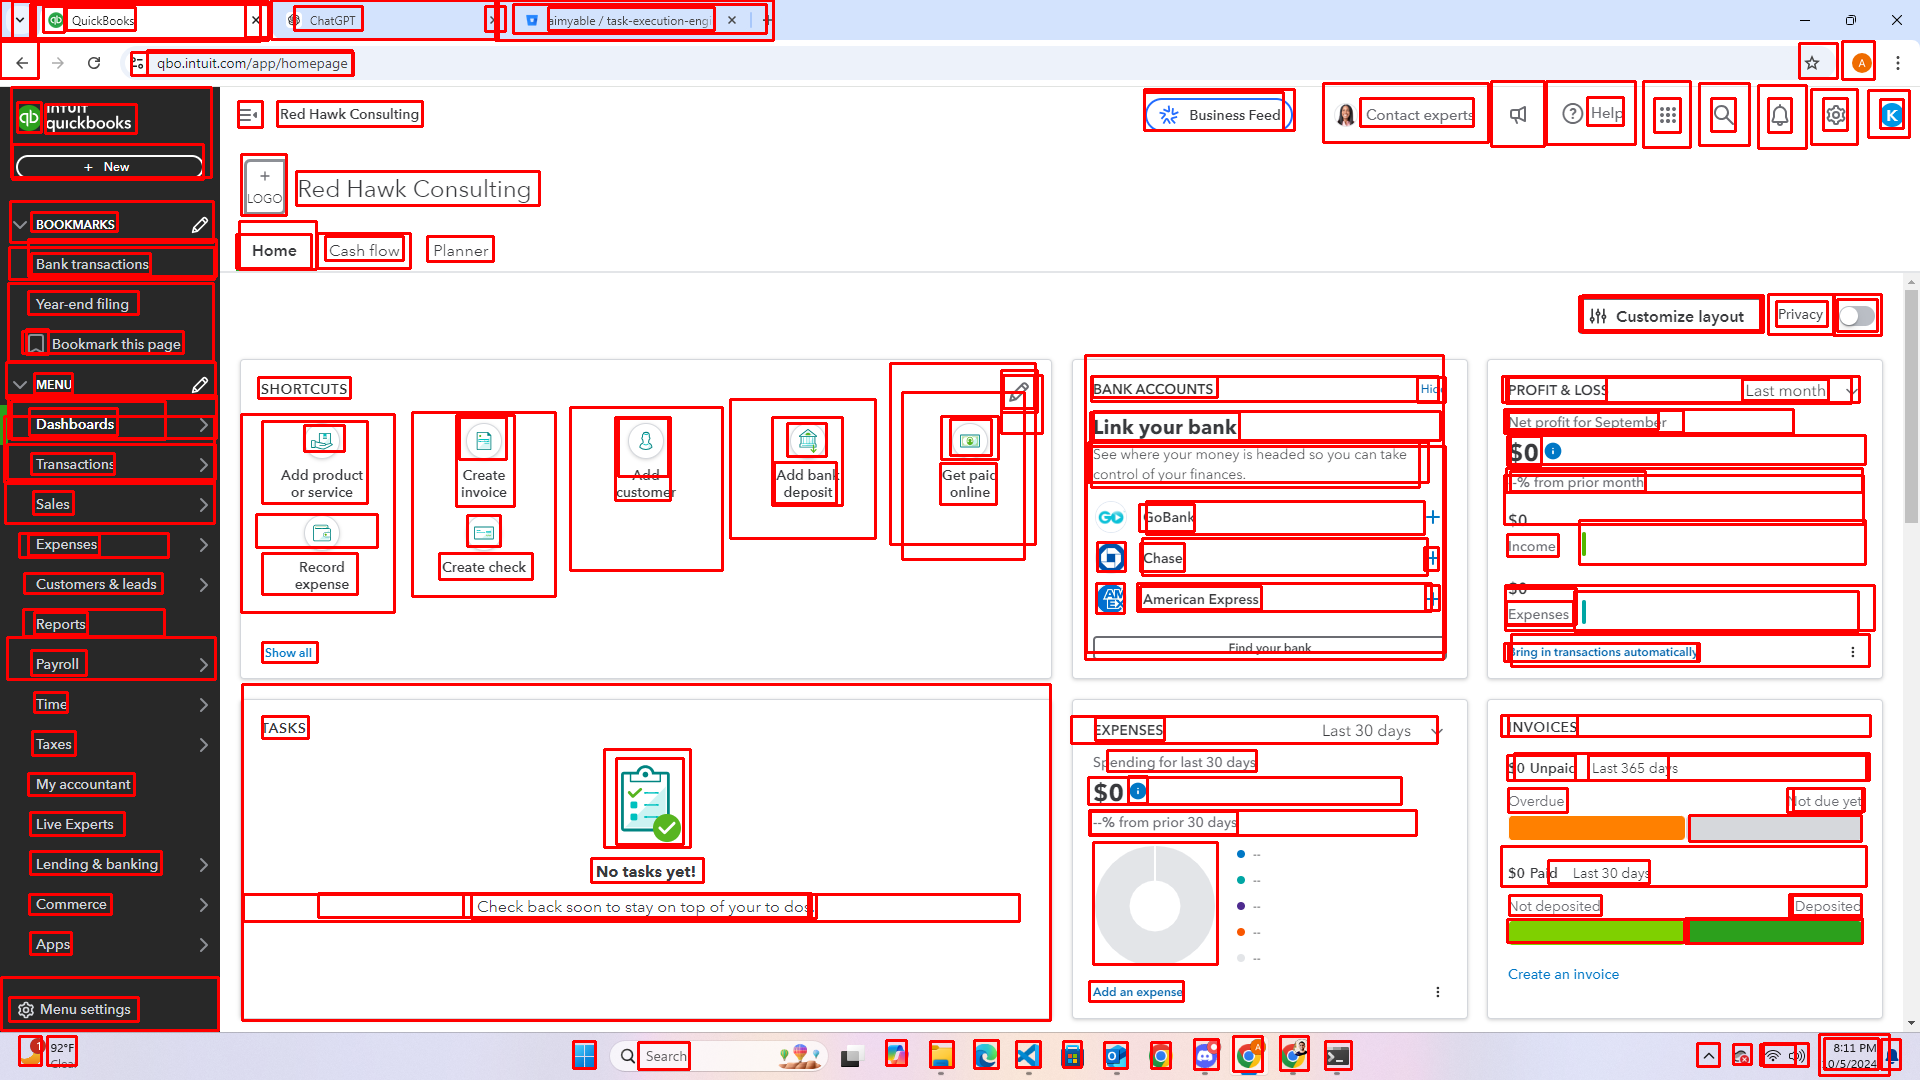 QuickBooks
ChatGPT
aimyable / task-execution-engi
qbo.intuit.com/app/homepage
A
intuit
quickbooks
qb
Red Hawk Consulting
Business Feed
Contact experts
Help
K
+ New
+
LOGO
Red Hawk Consulting
BOOKMARKS
Home
Cash flow
Planner
Bank transactions
Year-end filing
Bookmark this page
Customize layout
Privacy
MENU
Dashboards
Transactions
Sales
Expenses
Customers & leads
Reports
Payroll
Time
Taxes
My accountant
Live Experts
Lending & banking
Commerce
Apps
Menu settings
SHORTCUTS
Add product
or service
Create
invoice
Add
customer
Add bank
deposit
Get paid
online
Record
expense
Create check
Show all
BANK ACCOUNTS
Hid
Link your bank
See where your money is headed so you can take
control of your finances.
GO
GoBank
Chase
AM
EX
American Express
Find your bank
PROFIT & LOSS
Last month
Net profit for September
$0
--% from prior month
$0
Income
$0
Expenses
Bring in transactions automatically
TASKS
No tasks yet!
Check back soon to stay on top of your to dos.
EXPENSES
Last 30 days
Spending for last 30 days
$0
--% from prior 30 days
--
--
--
--
--
Add an expense
INVOICES
$0 Unpaid
Last 365 days
Overdue
Not due yet
$0 Paid
Last 30 days
Not deposited
Deposited
Create an invoice
1
92°F
Clear
Search
8:11 PM
10/5/2024